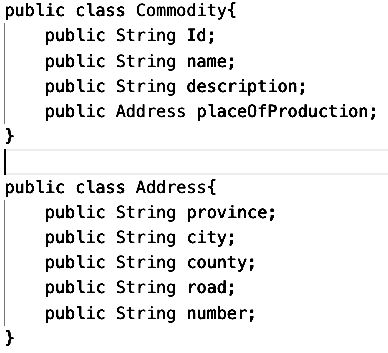 public class Commodity{
    public String Id;
    public String name;
    public String description;
    public Address placeOfProduction;
}

public class Address{
    public String province;
    public String city;
    public String county;
    public String road;
    public String number;
}